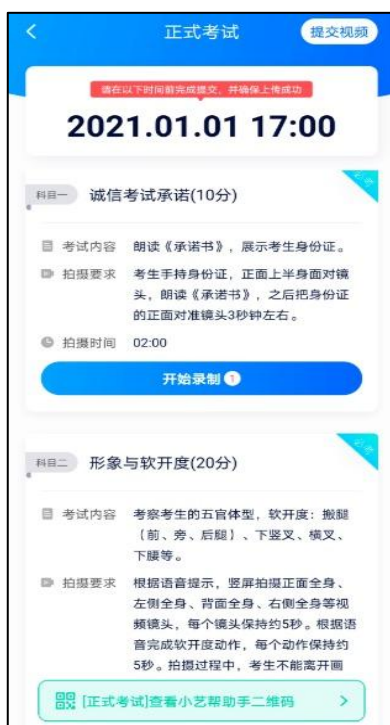 正式考试
提交视频
请在以下时间前完成提交，并确保上传成功
2021.01.01 17:00
必考
科目一
诚信考试承诺(10分)
考试内容
朗读《承诺书》，展示考生身份证。
拍摄要求
考生手持身份证，正面上半身面对镜
头，朗读《承诺书》，之后把身份证
的正面对准镜头3秒钟左右。
拍摄时间
02:00
开始录制 1
必考
科目二
形象与软开度(20分)
考试内容
考察考生的五官体型，软开度：搬腿
（前、旁、后腿）、下竖叉、横叉、
下腰等。
拍摄要求
根据语音提示，竖屏拍摄正面全身、
左侧全身、背面全身、右侧全身等视
频镜头，每个镜头保持约5秒。根据语
音完成软开度动作，每个动作保持约
5秒。拍摄过程中，考生不能离开画
[正式考试]查看小艺帮助手二维码